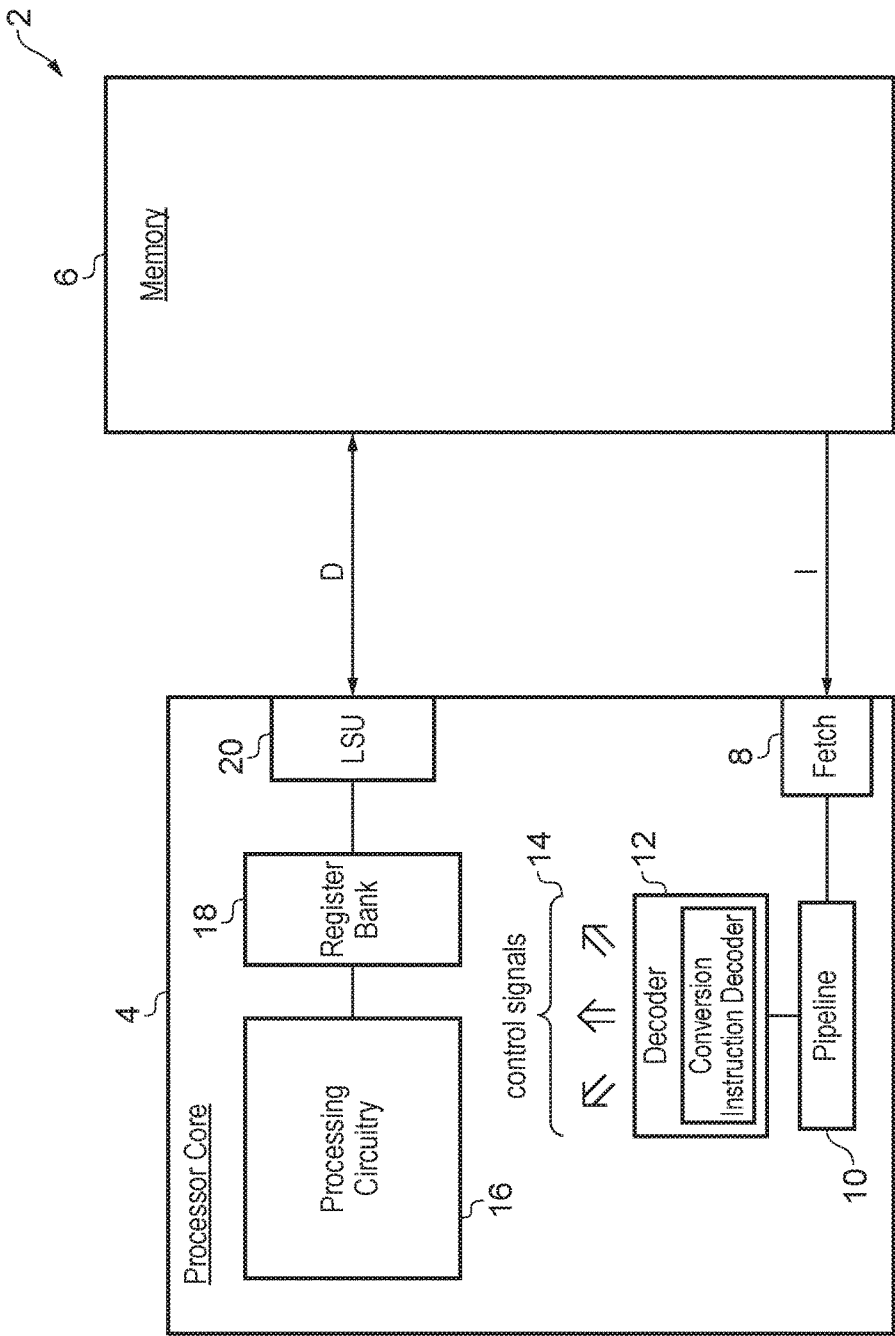 2
4
Processor Core
6
Memory
Processing
Circuitry
16
18
Register
Bank
20
LSU
D
control signals
14
Decoder
12
Conversion
Instruction Decoder
Pipeline
10
8
Fetch
I